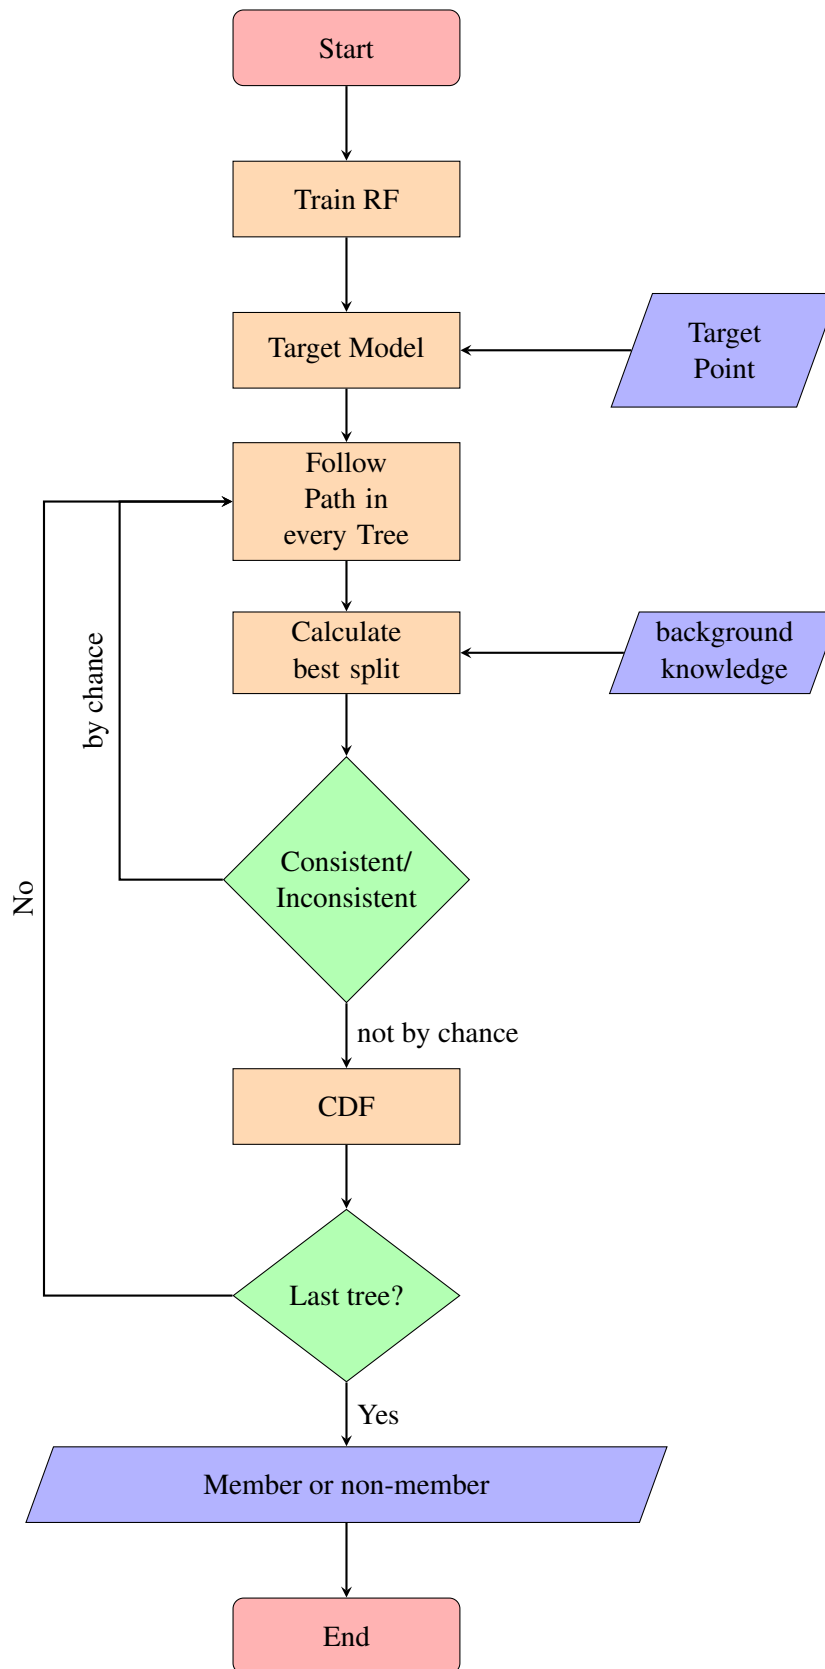 Start
Train RF
Target Model
Target
Point
Follow
Path in
every Tree
Calculate
best split
background
knowledge
by chance
Consistent/
Inconsistent
No
not by chance
CDF
Last tree?
Yes
Member or non-member
End